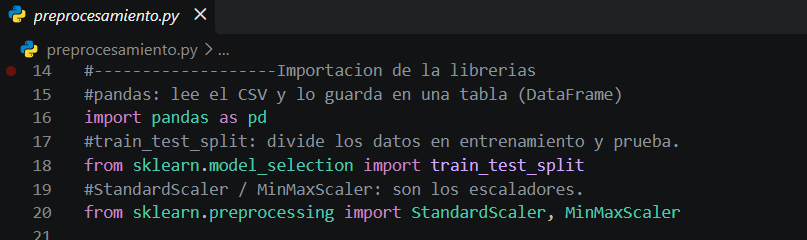 preprocesamiento.py ×
preprocesamiento.py > ...
14 #-------------------Importacion de la librerias
15 #pandas: lee el CSV y lo guarda en una tabla (DataFrame)
16 import pandas as pd
17 #train_test_split: divide los datos en entrenamiento y prueba.
18 from sklearn.model_selection import train_test_split
19 #StandardScaler / MinMaxScaler: son los escaladores.
20 from sklearn.preprocessing import StandardScaler, MinMaxScaler
21